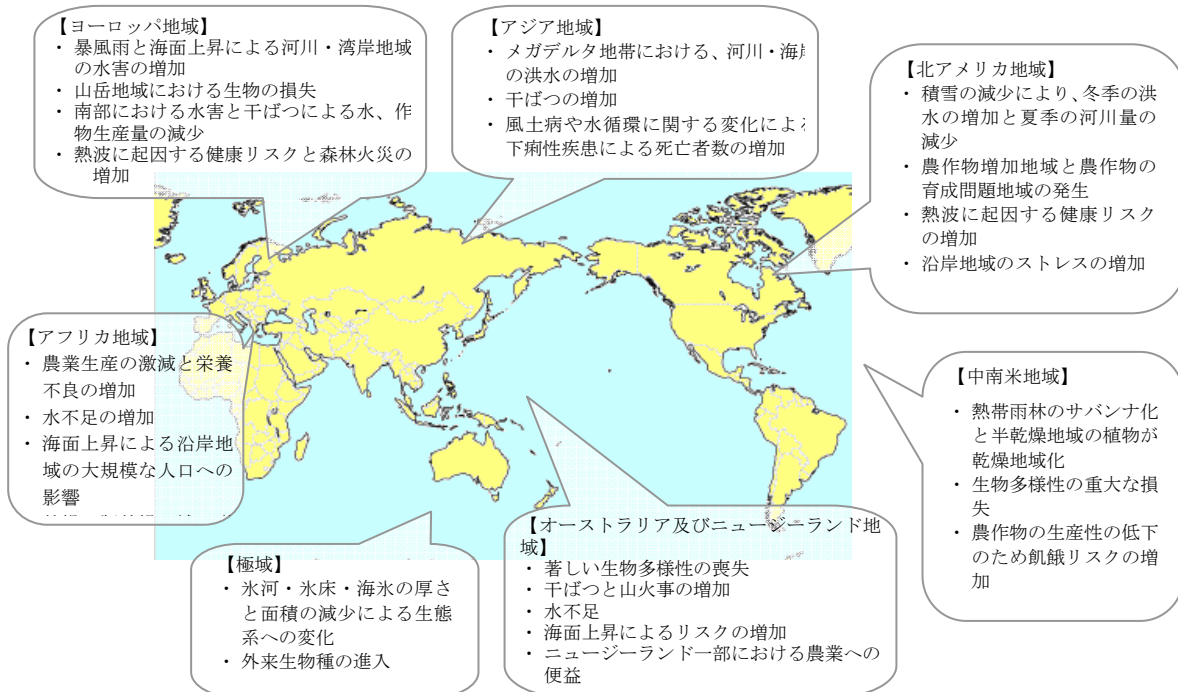 【ヨーロッパ地域】
・ 暴風雨と海面上昇による河川・湾岸地域
の水害の増加
・ 山岳地域における生物の損失
・ 南部における水害と干ばつによる水、作
物生産量の減少
・ 熱波に起因する健康リスクと森林火災の
増加
【アジア地域】
・ メガデルタ地帯における、河川・海岸
の洪水の増加
・ 干ばつの増加
・ 風土病や水循環に関する変化による
下痢性疾患による死亡者数の増加
【北アメリカ地域】
・ 積雪の減少により、冬季の洪
水の増加と夏季の河川量の
減少
・ 農作物増加地域と農作物の
育成問題地域の発生
・ 熱波に起因する健康リスク
の増加
・ 沿岸地域のストレスの増加
【アフリカ地域】
・ 農業生産の激減と栄養
不良の増加
・ 水不足の増加
・ 海面上昇による沿岸地
域の大規模な人口への
影響
【中南米地域】
・ 熱帯雨林のサバンナ化
と半乾燥地域の植物が
乾燥地域化
・ 生物多様性の重大な損
失
・ 農作物の生産性の低下
のため飢餓リスクの増
加
【極域】
・ 氷河・氷床・海氷の厚さ
と面積の減少による生態
系への変化
・ 外来生物種の進入
【オーストラリア及びニュージーランド地
域】
・ 著しい生物多様性の喪失
・ 干ばつと山火事の増加
・ 水不足
・ 海面上昇によるリスクの増加
・ ニュージーランド一部における農業への
便益